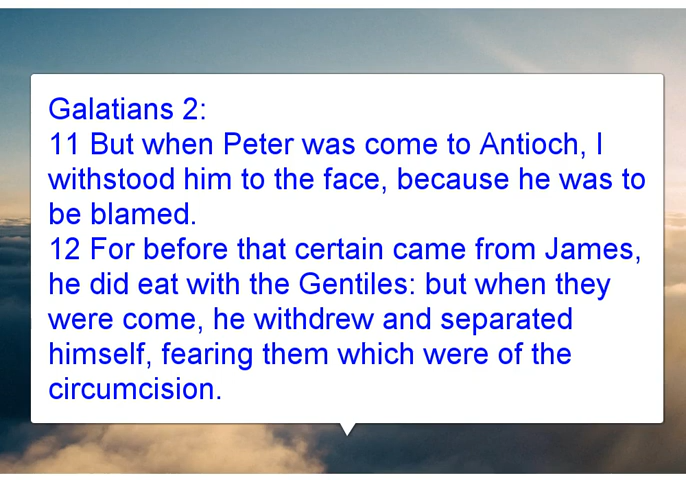 Galatians 2:
11 But when Peter was come to Antioch, I
withstood him to the face, because he was to
be blamed.
12 For before that certain came from James,
he did eat with the Gentiles: but when they
were come, he withdrew and separated
himself, fearing them which were of the
circumcision.